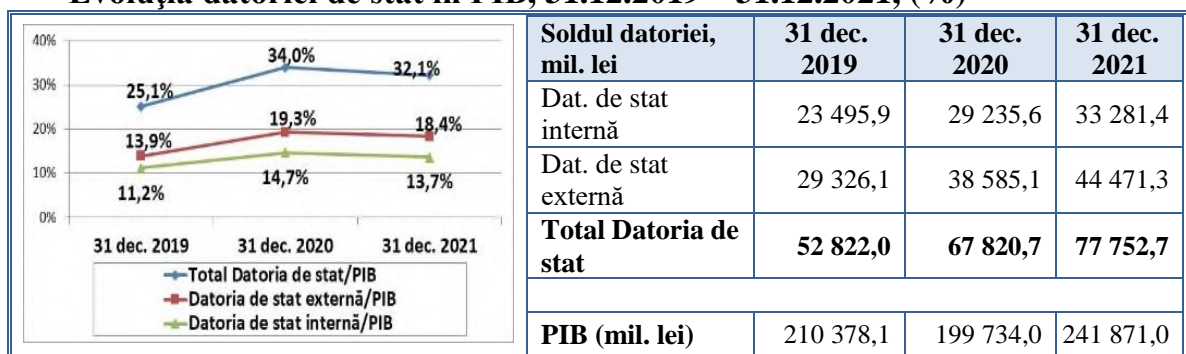 Evoluția datoriei de stat în PIB, 31.12.2019 – 31.12.2021, (%)
40%
30%
20%
10%
0%
25,1%
34,0%
32,1%
13,9%
19,3%
18,4%
11,2%
14,7%
13,7%
31 dec. 2019 31 dec. 2020 31 dec. 2021
Total Datoria de stat/PIB
Datoria de stat externă/PIB
Datoria de stat internă/PIB
Soldul datoriei, mil. lei 31 dec. 2019 31 dec. 2020 31 dec. 2021
Dat. de stat internă 23 495,9 29 235,6 33 281,4
Dat. de stat externă 29 326,1 38 585,1 44 471,3
Total Datoria de stat 52 822,0 67 820,7 77 752,7
PIB (mil. lei) 210 378,1 199 734,0 241 871,0